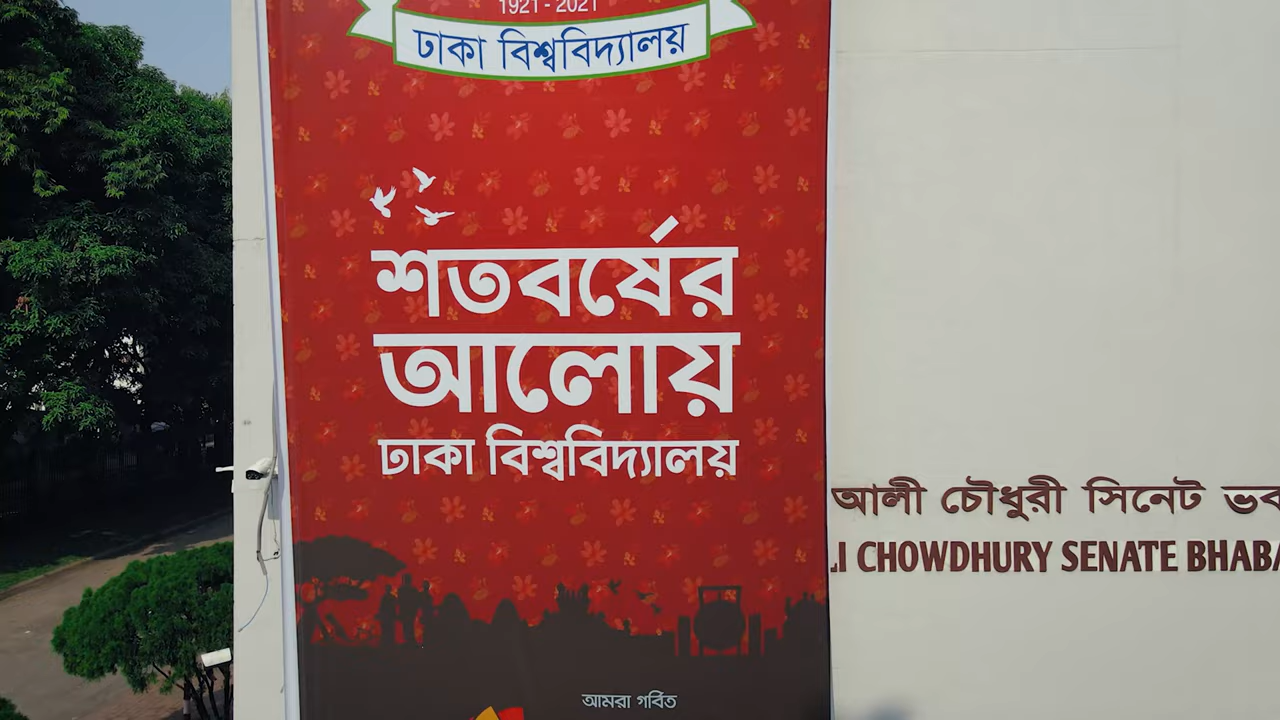 1921 - 2021
ঢাকা বিশ্ববিদ্যালয়
শতবর্ষের
আলোয়
ঢাকা বিশ্ববিদ্যালয়
আলী চৌধুরী সিনেট ভব
LI CHOWDHURY SENATE BHABA
আমরা গর্বিত